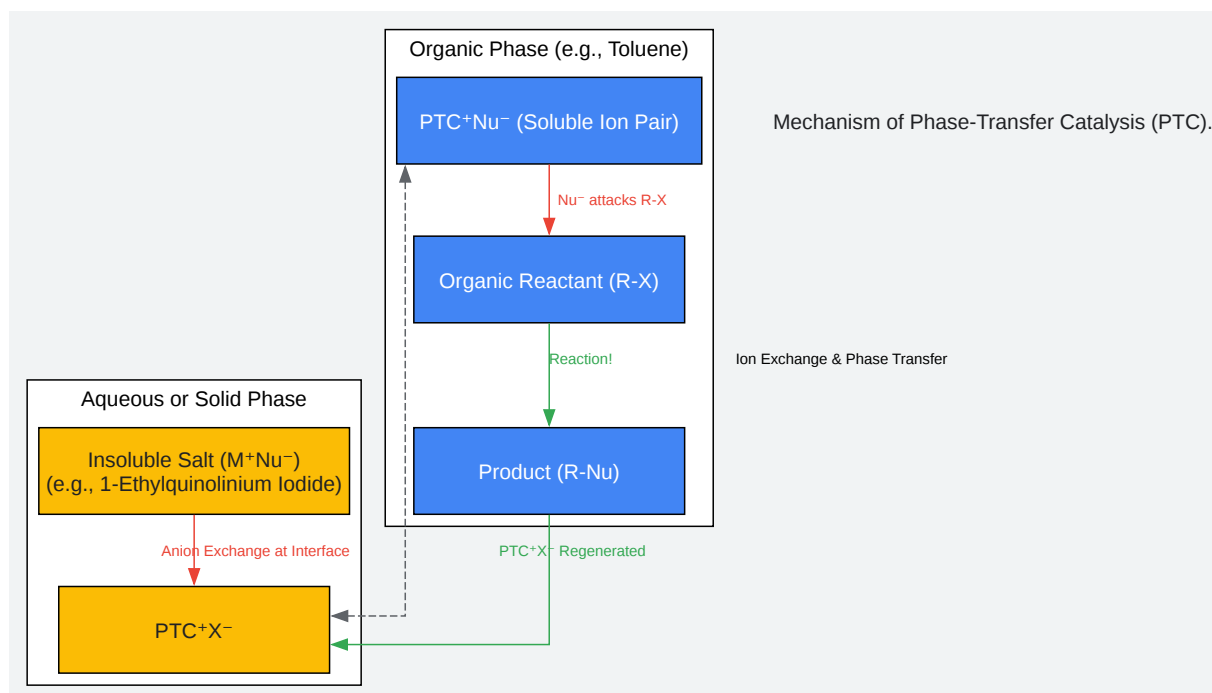 Organic Phase (e.g., Toluene)
PTC⁺Nu⁻ (Soluble Ion Pair)
Mechanism of Phase-Transfer Catalysis (PTC).
Nu⁻ attacks R-X
Organic Reactant (R-X)
Reaction!
Ion Exchange & Phase Transfer
Aqueous or Solid Phase
Insoluble Salt (M⁺Nu⁻)
(e.g., 1-Ethylquinolinium Iodide)
Product (R-Nu)
Anion Exchange at Interface
PTC⁺X⁻ Regenerated
PTC⁺X⁻